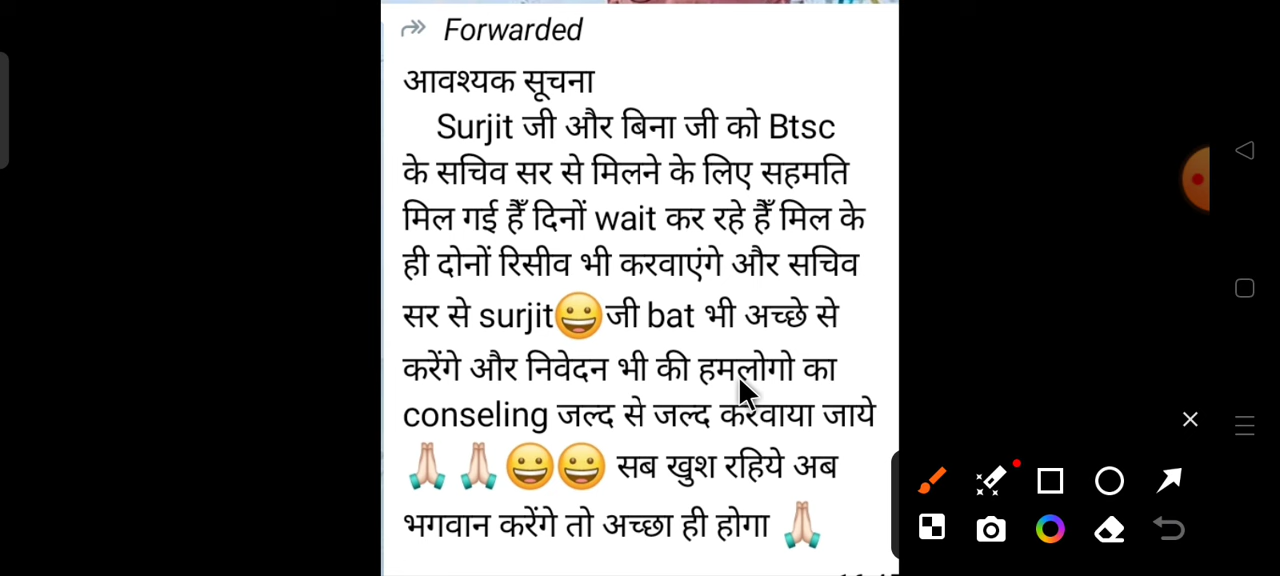 Forwarded
आवश्यक सूचना
Surjit जी और बिना जी को Btsc
के सचिव सर से मिलने के लिए सहमति
मिल गई हैँ दिनों wait कर रहे हैँ मिल के
ही दोनों रिसीव भी करवाएंगे और सचिव
सर से surjit😀जी bat भी अच्छे से
करेंगे और निवेदन भी की हमलोगो का
conseling जल्द से जल्द करवाया जाये
🙏🏻 🙏🏻😀😀 सब खुश रहिये अब
भगवान करेंगे तो अच्छा ही होगा 🙏🏻